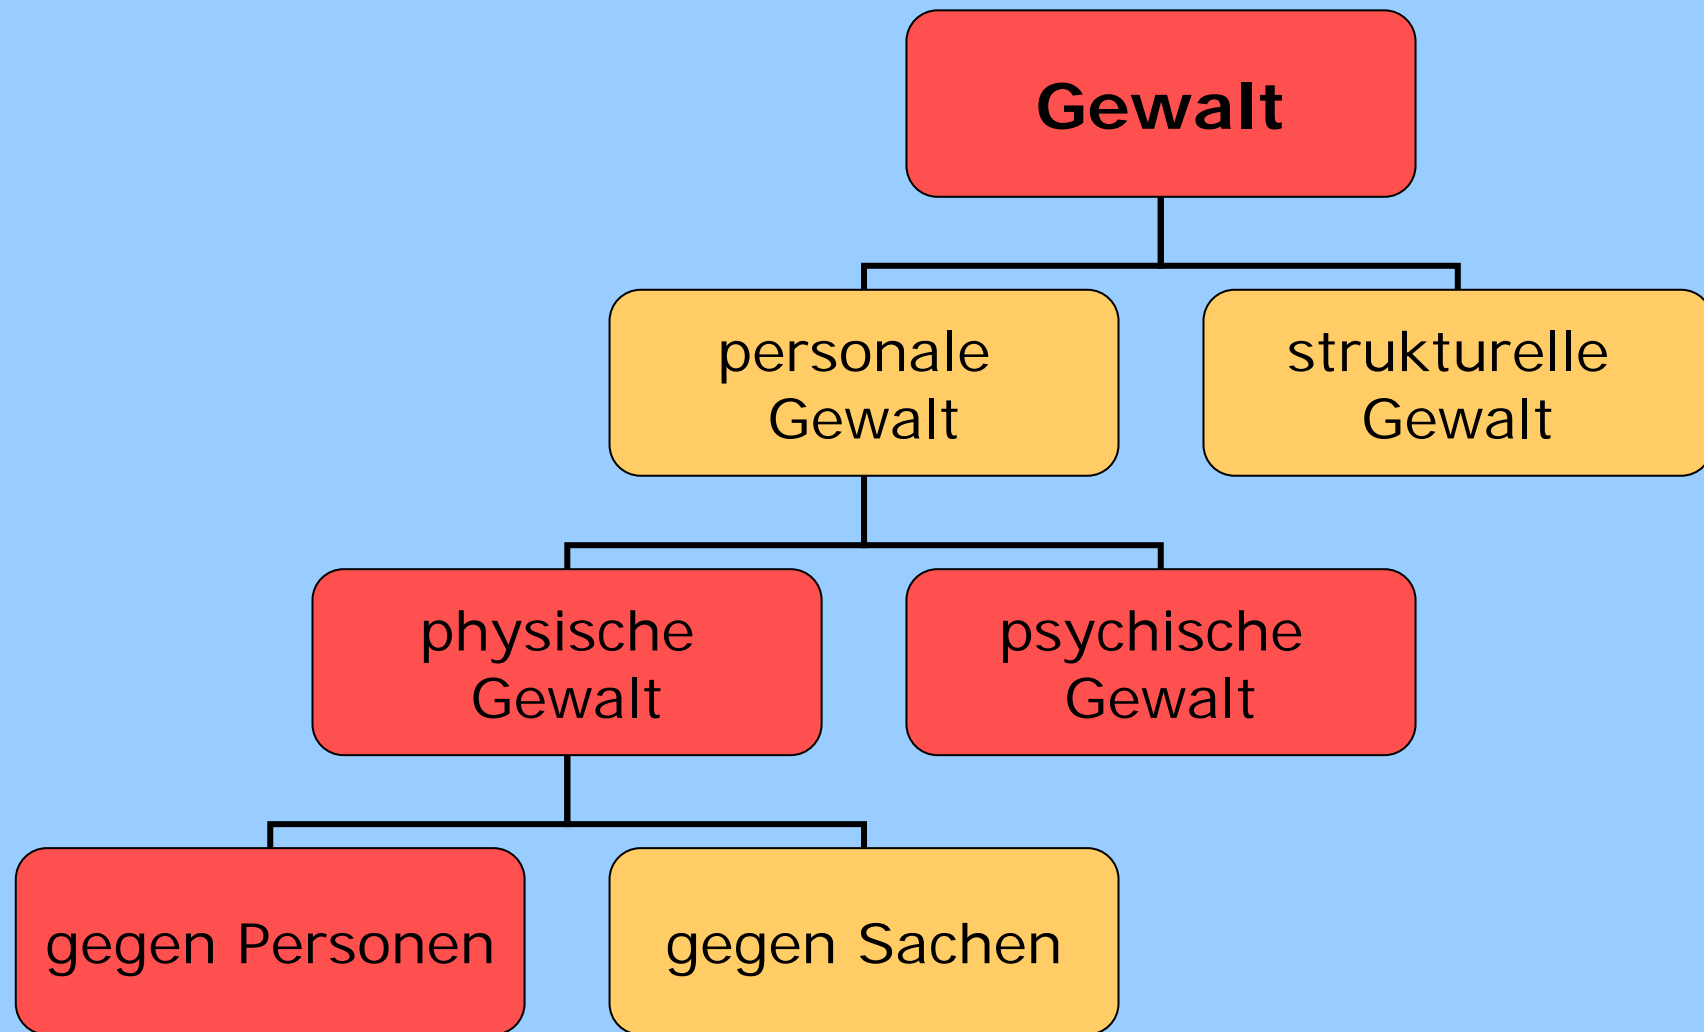 Gewalt
personale
Gewalt
strukturelle
Gewalt
physische
Gewalt
psychische
Gewalt
gegen Personen
gegen Sachen